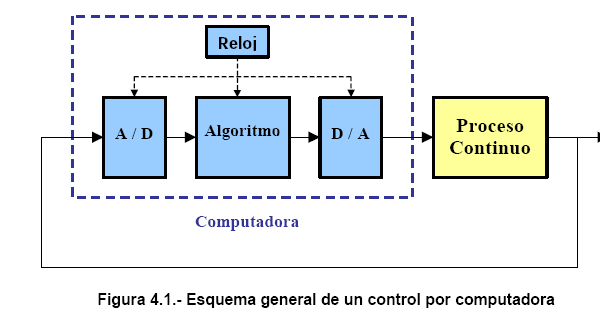 Reloj
A / D
Algoritmo
D / A
Proceso
Continuo
Computadora
Figura 4.1.- Esquema general de un control por computadora